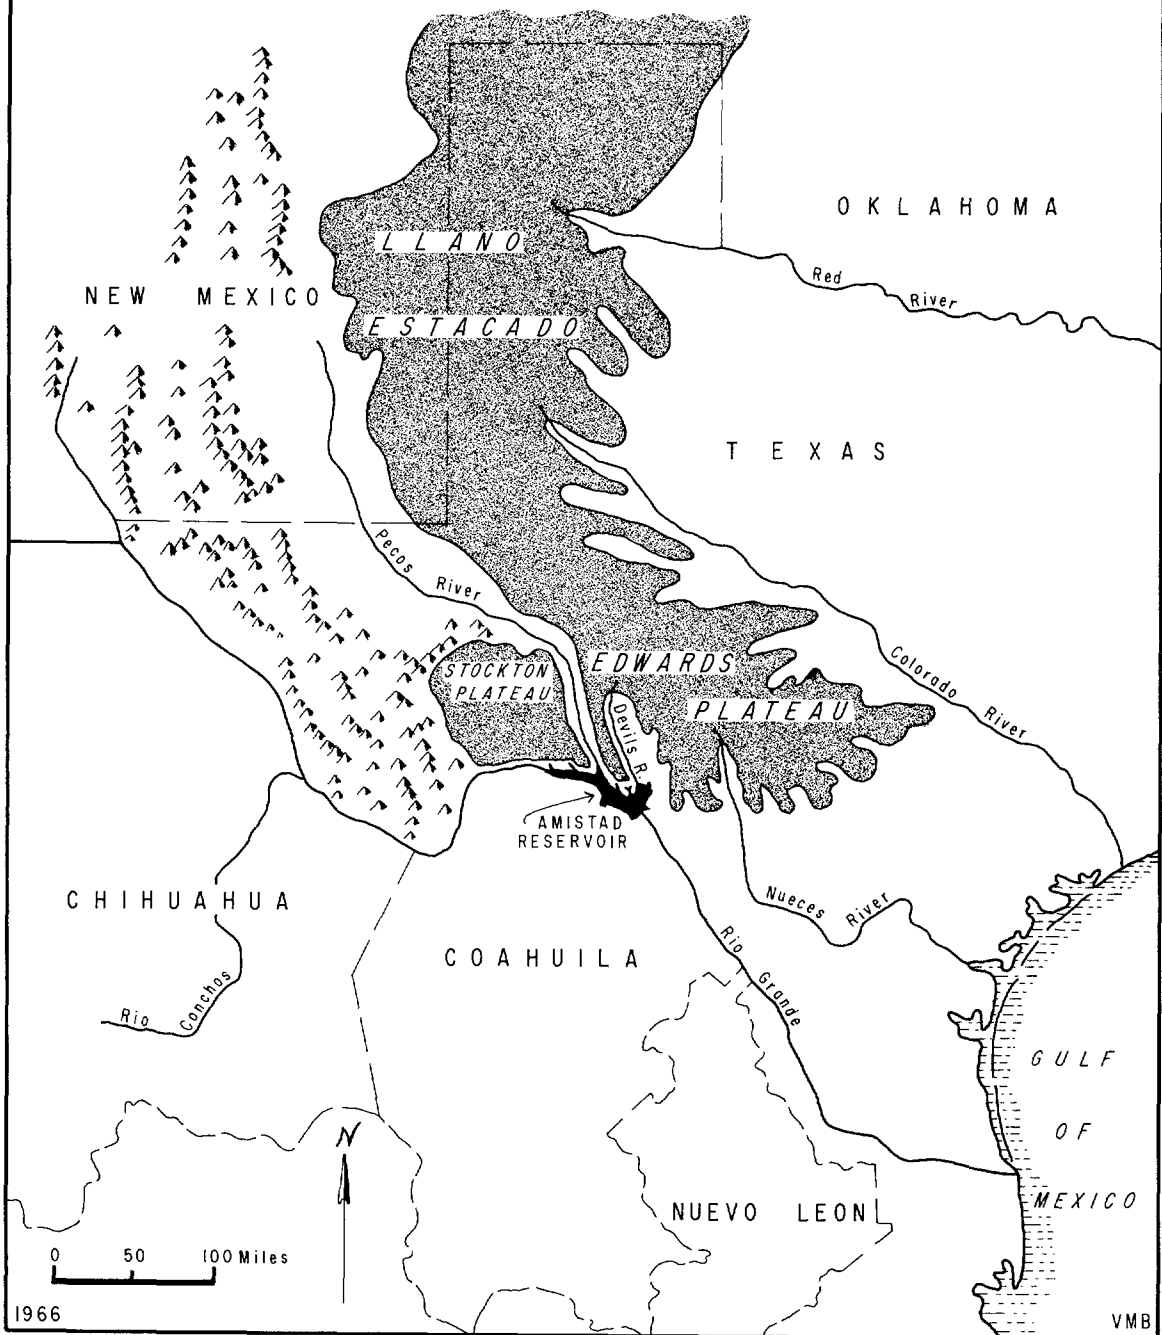 OKLAHOMA
LLANO
NEW MEXICO
Red River
ESTACADO
TEXAS
Pecos River
STOCKTON
PLATEAU
EDWARDS
PLATEAU
Devils R.
Colorado River
AMISTAD
RESERVOIR
CHIHUAHUA
Nueces River
COAHUILA
Rio Grande
Rio Conchos
GULF
OF
MEXICO
N
NUEVO LEON
0 50 100 Miles
1966
VMB